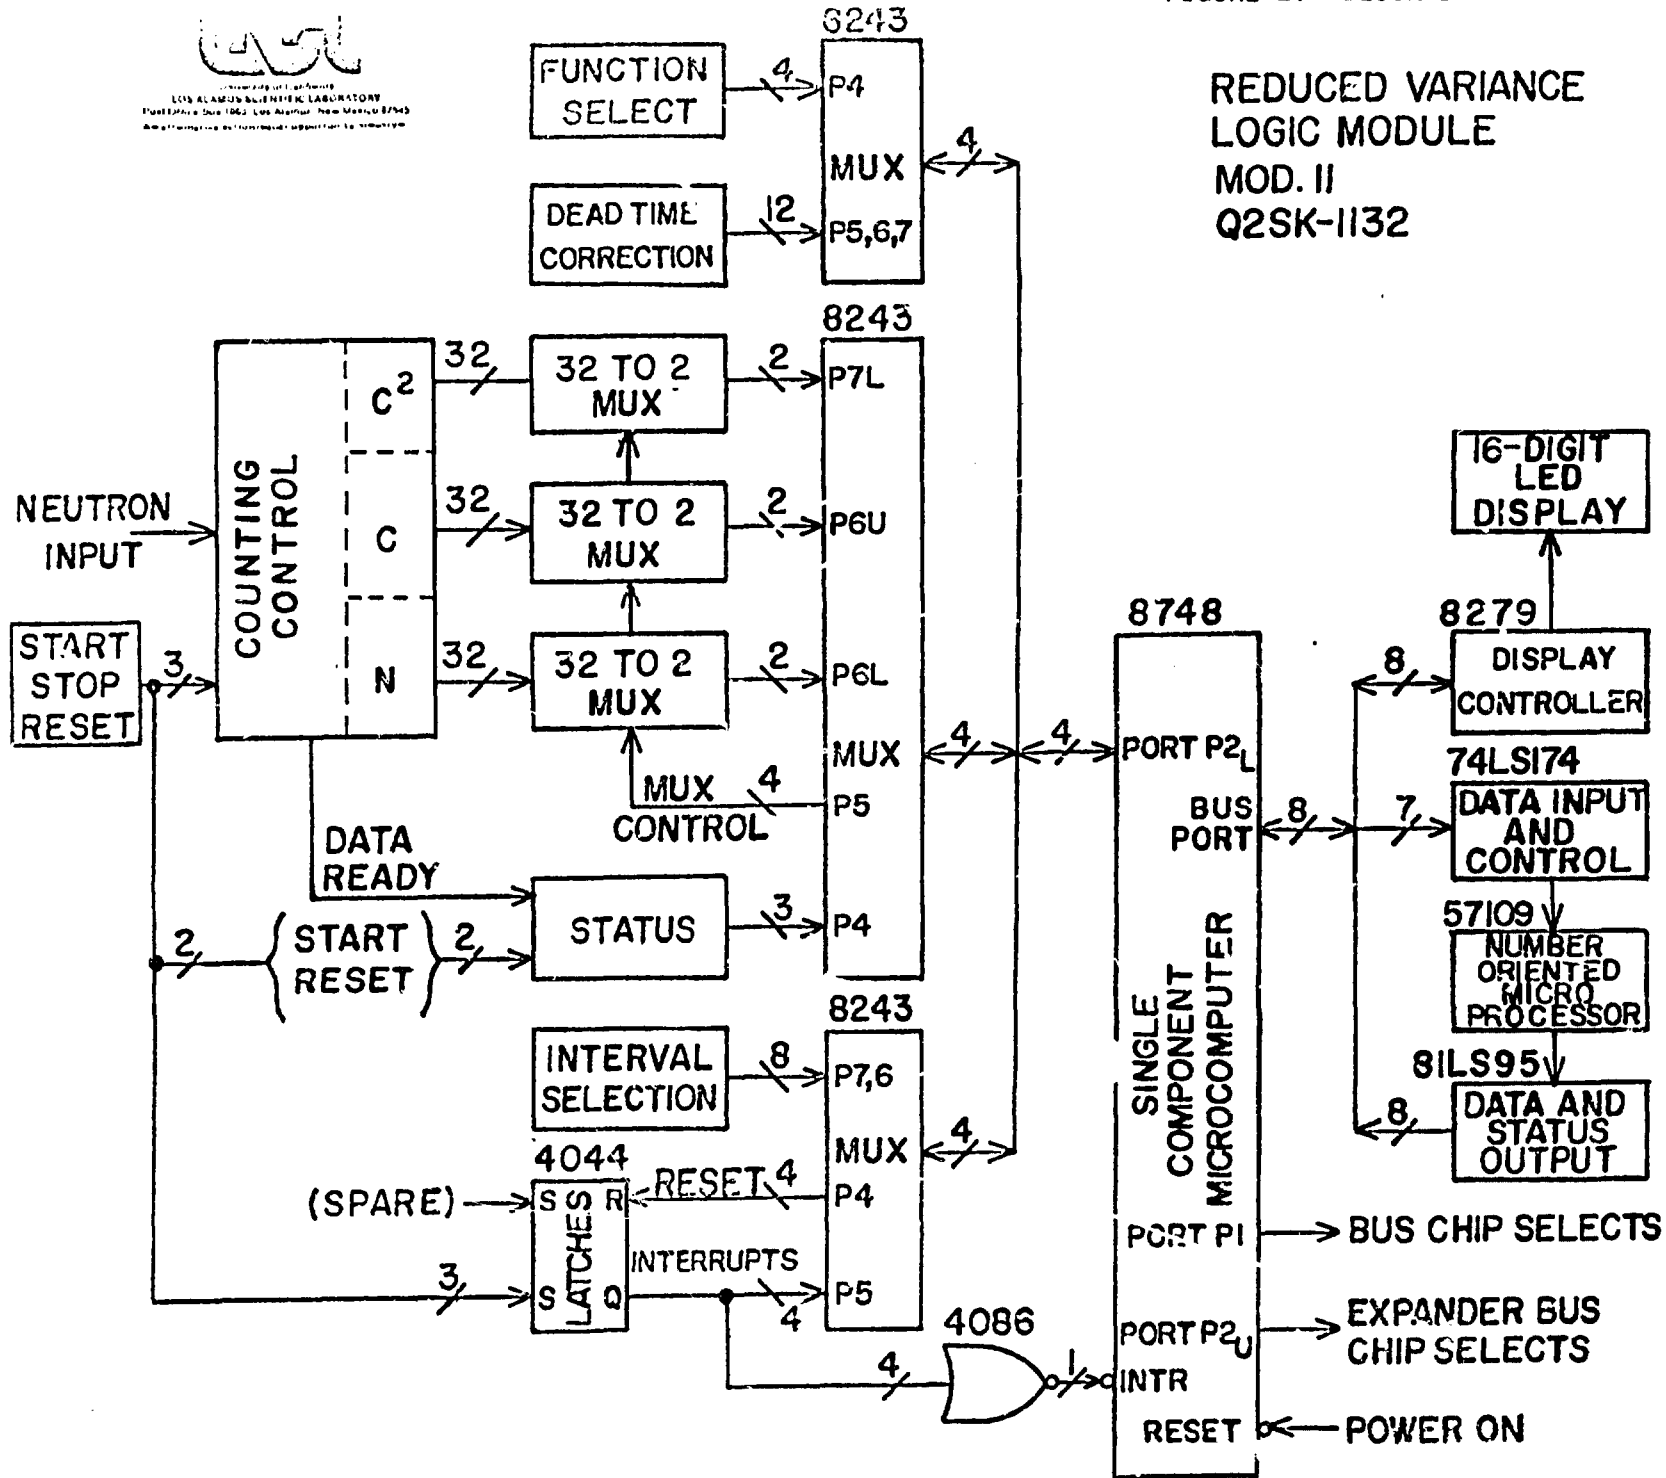 LOS ALAMOS SCIENTIFIC LABORATORY
REDUCED VARIANCE
LOGIC MODULE
MOD. II
Q2SK-1132
8243
FUNCTION
SELECT
4
P4
MUX
4
DEAD TIME
CORRECTION
12
P5,6,7
8243
COUNTING
CONTROL
C2
32
32 TO 2
MUX
2
P7L
NEUTRON
INPUT
C
32
32 TO 2
MUX
2
P6U
START
STOP
RESET
3
N
32
32 TO 2
MUX
2
P6L
MUX
4
4
MUX
CONTROL
4
P5
DATA
READY
2
START
RESET
2
STATUS
3
P4
8243
INTERVAL
SELECTION
8
P7,6
MUX
4
4044
(SPARE)
S
R
RESET
4
P4
LATCHES
3
S
Q
INTERRUPTS
4
P5
4
4086
1
8748
PORT P2L
BUS
PORT
8
SINGLE
COMPONENT
MICROCOMPUTER
PORT P1
BUS CHIP SELECTS
PORT P2U
EXPANDER BUS
CHIP SELECTS
INTR
RESET
POWER ON
16-DIGIT
LED
DISPLAY
8279
8
DISPLAY
CONTROLLER
74LS174
7
DATA INPUT
AND
CONTROL
57109
NUMBER
ORIENTED
MICRO
PROCESSOR
81LS95
8
DATA AND
STATUS
OUTPUT